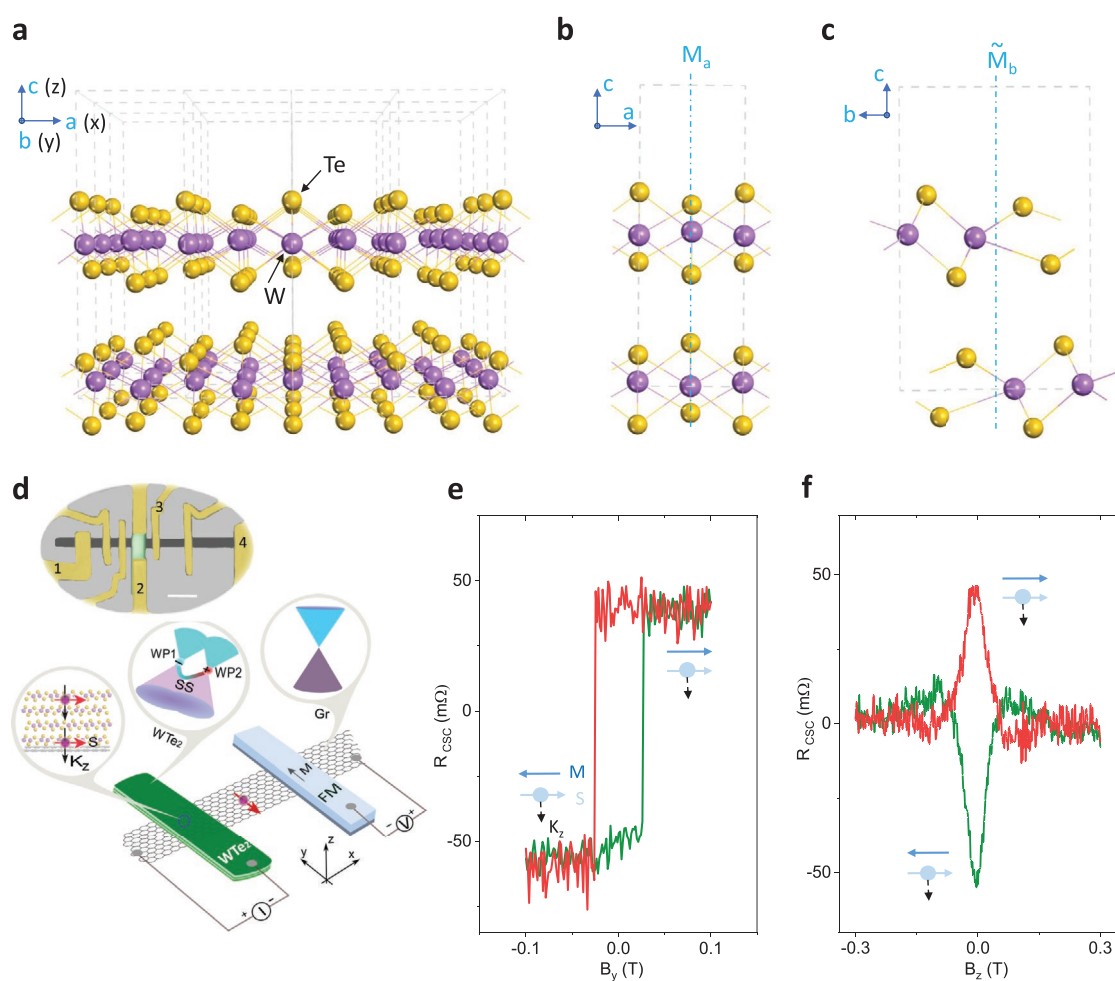 a
c (z)
a (x)
b (y)
Te
W
b
M_a
c
a
c
M̃_b
c
b
d
1
2
3
4
WP1
WP2
SS
WTe₂
Gr
S
K_z
M
FM
WTe₂
y
z
x
+ I -
- V +
e
R_CSC (mΩ)
50
0
-50
M
S
K_z
-0.1
0.0
0.1
B_y (T)
f
R_CSC (mΩ)
50
0
-50
-0.3
0.0
0.3
B_z (T)